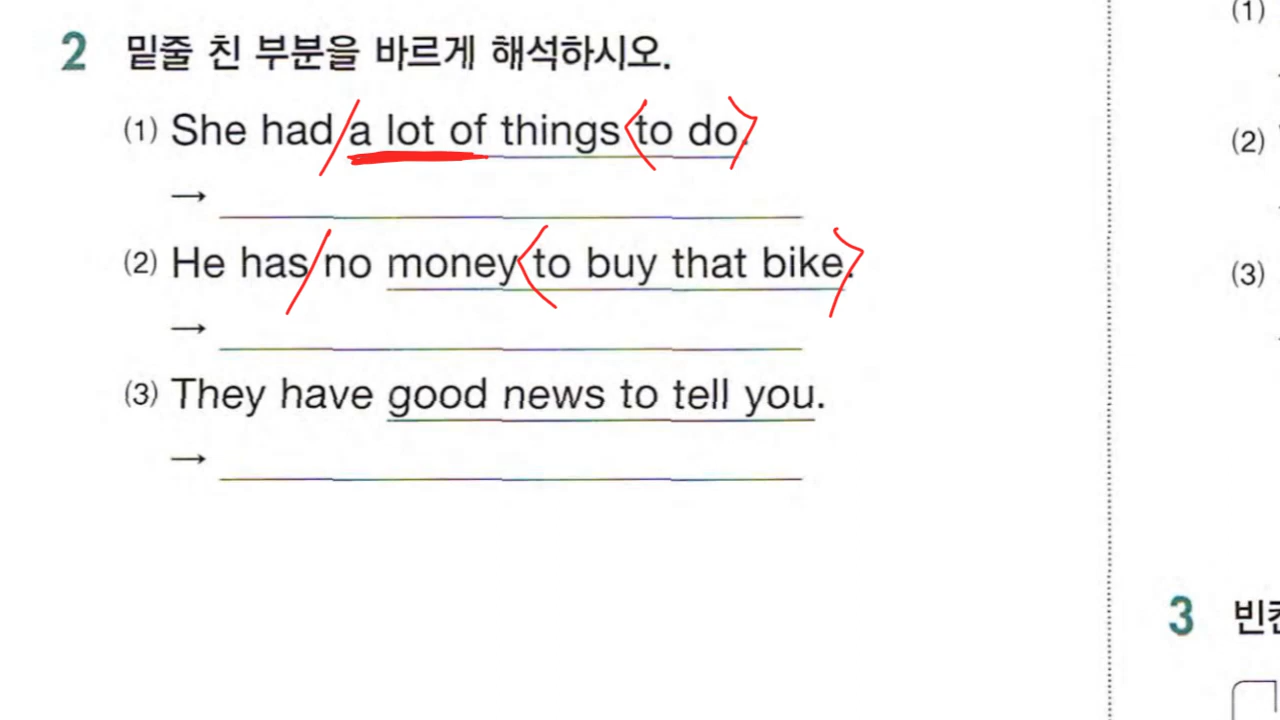 2 밑줄 친 부분을 바르게 해석하시오.
(1) She had a lot of things to do.
→
(2) He has no money to buy that bike.
→
(3) They have good news to tell you.
→
(1)
(2)
(3)
3